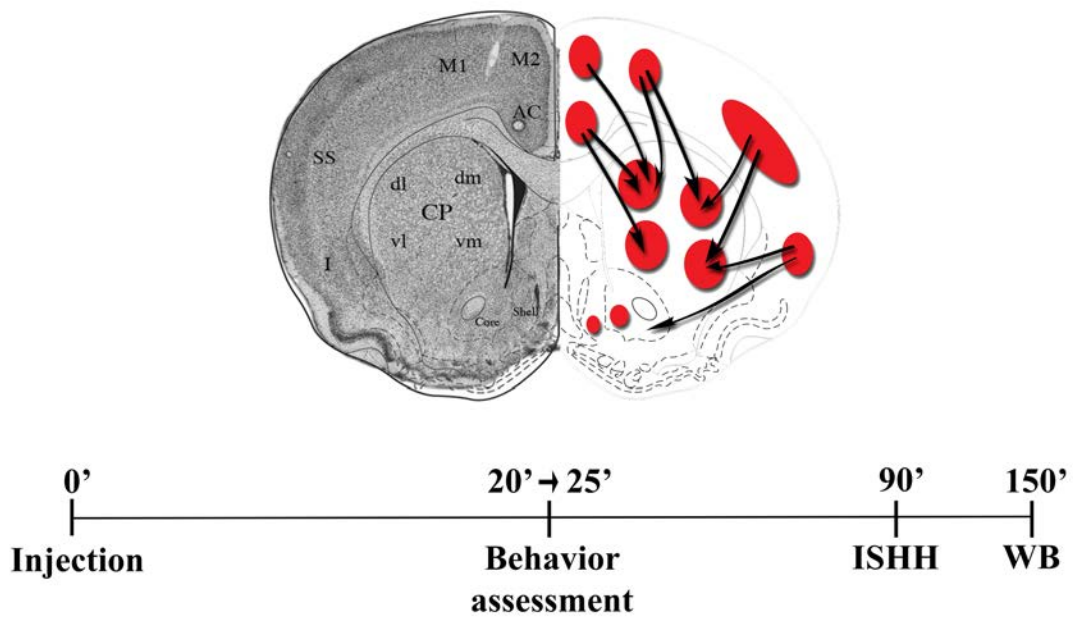 M1
M2
AC
SS
dl
dm
CP
vl
vm
I
Core
Shell
0’
20’ → 25’
90’
150’
Injection
Behavior
assessment
ISHH
WB